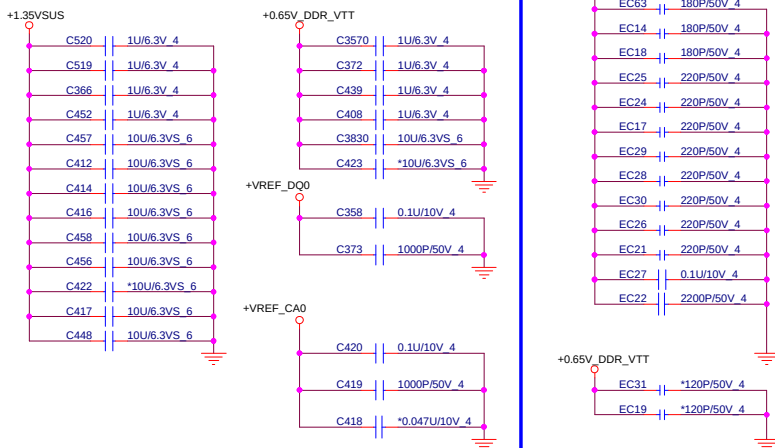 +1.35VSUS
C520 1U/6.3V_4
C519 1U/6.3V_4
C366 1U/6.3V_4
C452 1U/6.3V_4
C457 10U/6.3VS_6
C412 10U/6.3VS_6
C414 10U/6.3VS_6
C416 10U/6.3VS_6
C458 10U/6.3VS_6
C456 10U/6.3VS_6
C422 *10U/6.3VS_6
C417 10U/6.3VS_6
C448 10U/6.3VS_6
+0.65V_DDR_VTT
C3570 1U/6.3V_4
C372 1U/6.3V_4
C439 1U/6.3V_4
C408 1U/6.3V_4
C3830 10U/6.3VS_6
C423 *10U/6.3VS_6
+VREF_DQ0
C358 0.1U/10V_4
C373 1000P/50V_4
+VREF_CA0
C420 0.1U/10V_4
C419 1000P/50V_4
C418 *0.047U/10V_4
EC63 180P/50V_4
EC14 180P/50V_4
EC18 180P/50V_4
EC25 220P/50V_4
EC24 220P/50V_4
EC17 220P/50V_4
EC29 220P/50V_4
EC28 220P/50V_4
EC30 220P/50V_4
EC26 220P/50V_4
EC21 220P/50V_4
EC27 0.1U/10V_4
EC22 2200P/50V_4
+0.65V_DDR_VTT
EC31 *120P/50V_4
EC19 *120P/50V_4